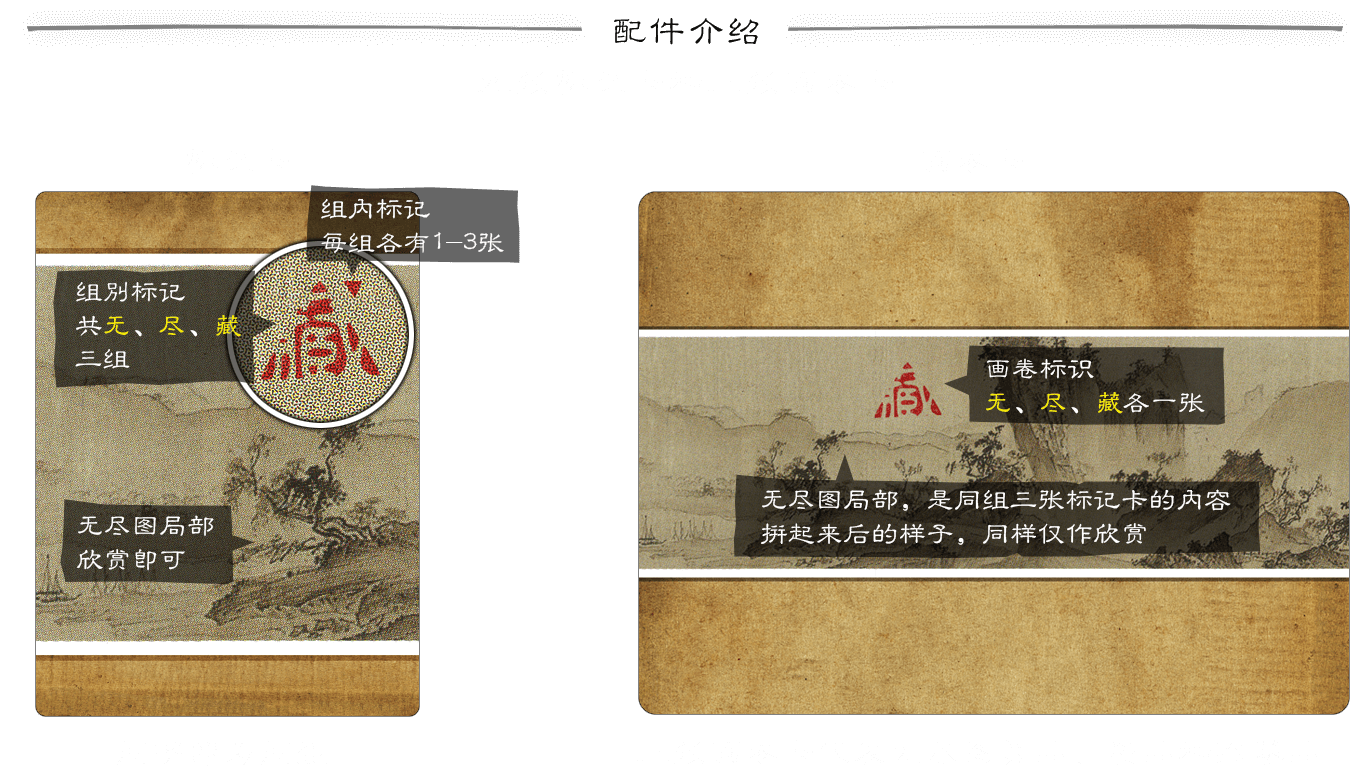 配件介绍
组内标记
每组各有1-3张
组别标记
共无、尽、藏
三组
藏
无尽图局部
欣赏即可
藏
画卷标识
无、尽、藏各一张
无尽图局部，是同组三张标记卡的内容
拼起来后的样子，同样仅作欣赏